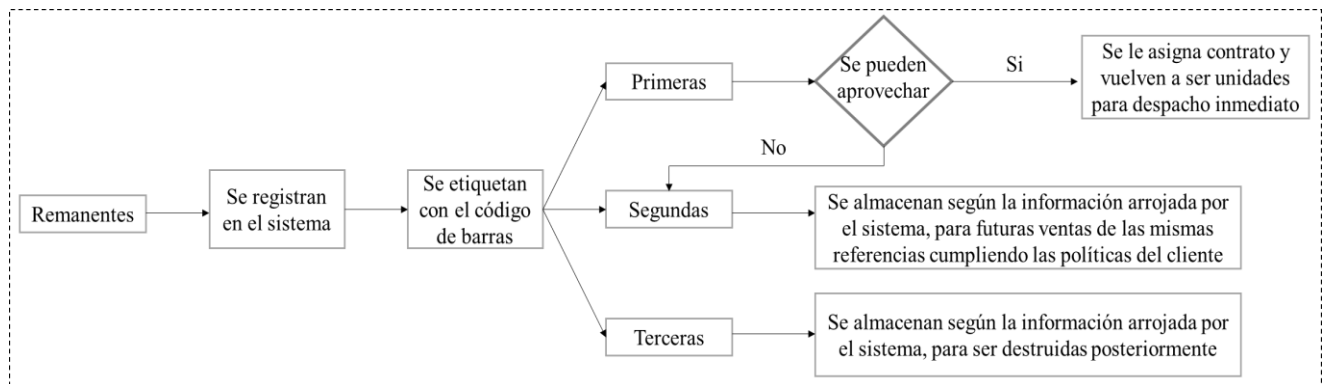 Remanentes
Se registran
en el sistema
Se etiquetan
con el código
de barras
Primeras
Se pueden
aprovechar
Si
Se le asigna contrato y
vuelven a ser unidades
para despacho inmediato
No
Segundas
Se almacenan según la información arrojada por
el sistema, para futuras ventas de las mismas
referencias cumpliendo las políticas del cliente
Terceras
Se almacenan según la información arrojada por
el sistema, para ser destruidas posteriormente